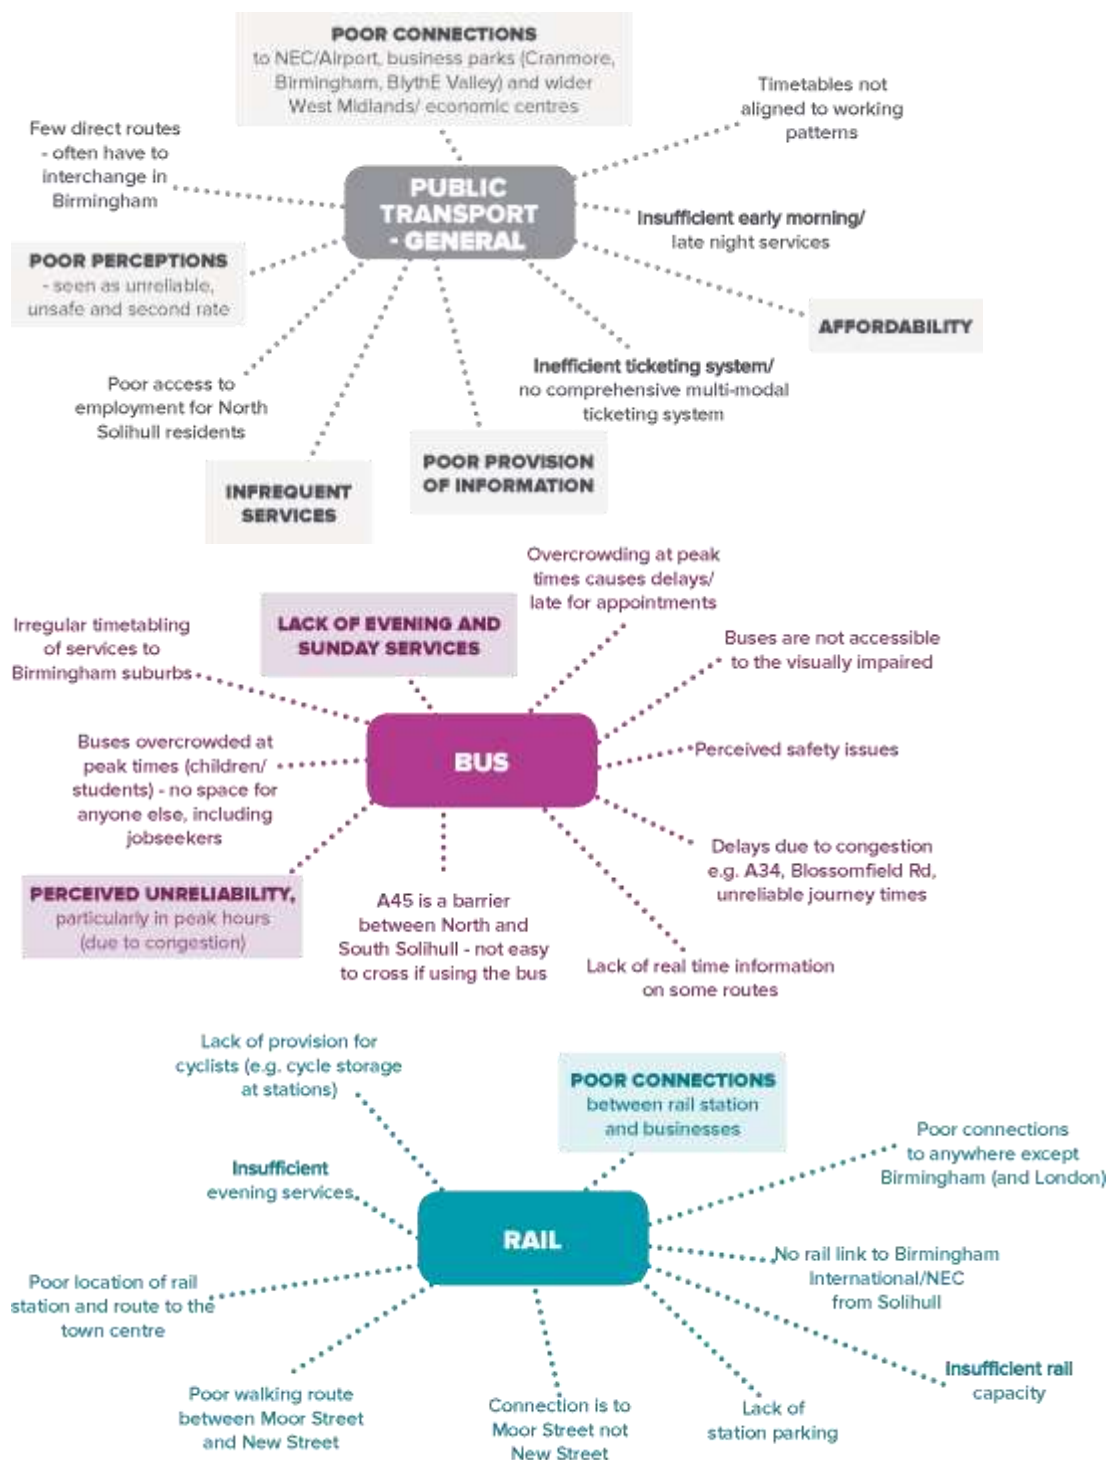 POOR CONNECTIONS
to NEC/Airport, business parks (Cranmore,
Birmingham, BlythE Valley) and wider
West Midlands/ economic centres
Timetables not
aligned to working
patterns
Few direct routes
- often have to
interchange in
Birmingham
PUBLIC
TRANSPORT
- GENERAL
Insufficient early morning/
late night services
POOR PERCEPTIONS
- seen as unreliable,
unsafe and second rate
AFFORDABILITY
Poor access to
employment for North
Solihull residents
Inefficient ticketing system/
no comprehensive multi-modal
ticketing system
INFREQUENT
SERVICES
POOR PROVISION
OF INFORMATION
Overcrowding at peak
times causes delays/
late for appointments
LACK OF EVENING AND
SUNDAY SERVICES
Irregular timetabling
of services to
Birmingham suburbs
Buses are not accessible
to the visually impaired
BUS
Buses overcrowded at
peak times (children/
students) - no space for
anyone else, including
jobseekers
Perceived safety issues
PERCEIVED UNRELIABILITY,
particularly in peak hours
(due to congestion)
A45 is a barrier
between North and
South Solihull - not easy
to cross if using the bus
Delays due to congestion
e.g. A34, Blossomfield Rd,
unreliable journey times
Lack of real time information
on some routes
Lack of provision for
cyclists (e.g. cycle storage
at stations)
POOR CONNECTIONS
between rail station
and businesses
Poor connections
to anywhere except
Birmingham (and London)
Insufficient
evening services
RAIL
No rail link to Birmingham
International/NEC
from Solihull
Poor location of rail
station and route to the
town centre
Insufficient rail
capacity
Poor walking route
between Moor Street
and New Street
Connection is to
Moor Street not
New Street
Lack of
station parking